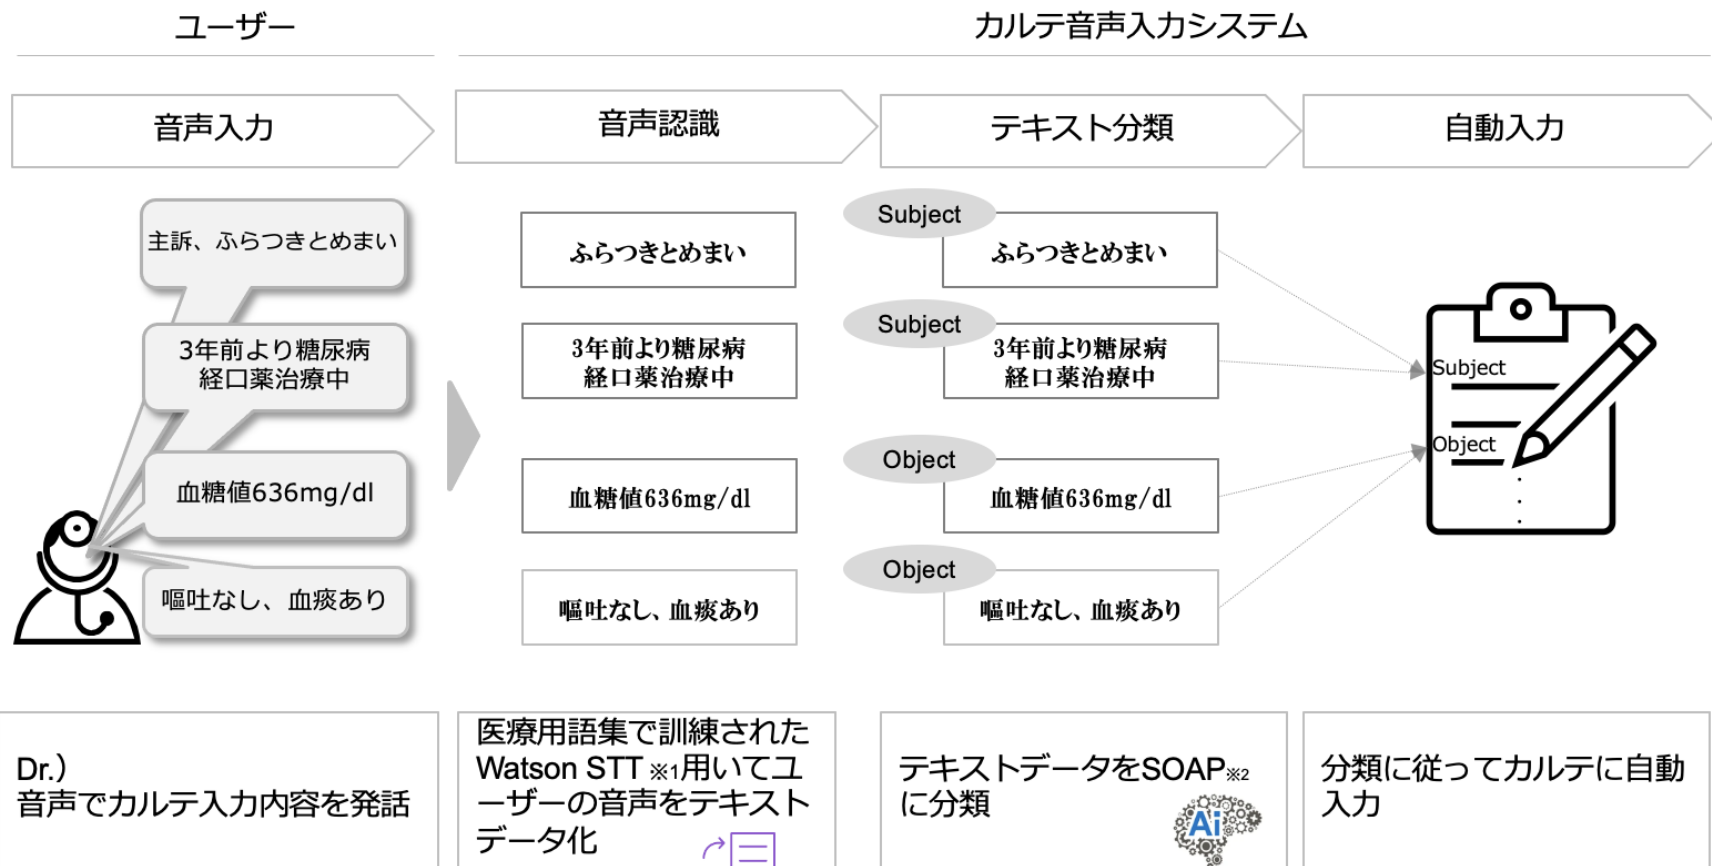 ユーザー
カルテ音声入力システム
音声入力
音声認識
テキスト分類
自動入力
主訴、ふらつきとめまい
3年前より糖尿病
経口薬治療中
血糖値636mg/dl
嘔吐なし、血痰あり
ふらつきとめまい
3年前より糖尿病
経口薬治療中
血糖値636mg/dl
嘔吐なし、血痰あり
Subject
ふらつきとめまい
Subject
3年前より糖尿病
経口薬治療中
Object
血糖値636mg/dl
Object
嘔吐なし、血痰あり
Subject
Object
Dr.）
音声でカルテ入力内容を発話
医療用語集で訓練された
Watson STT ※1用いてユ
ーザーの音声をテキスト
データ化
テキストデータをSOAP※2
に分類
Ai
分類に従ってカルテに自動
入力